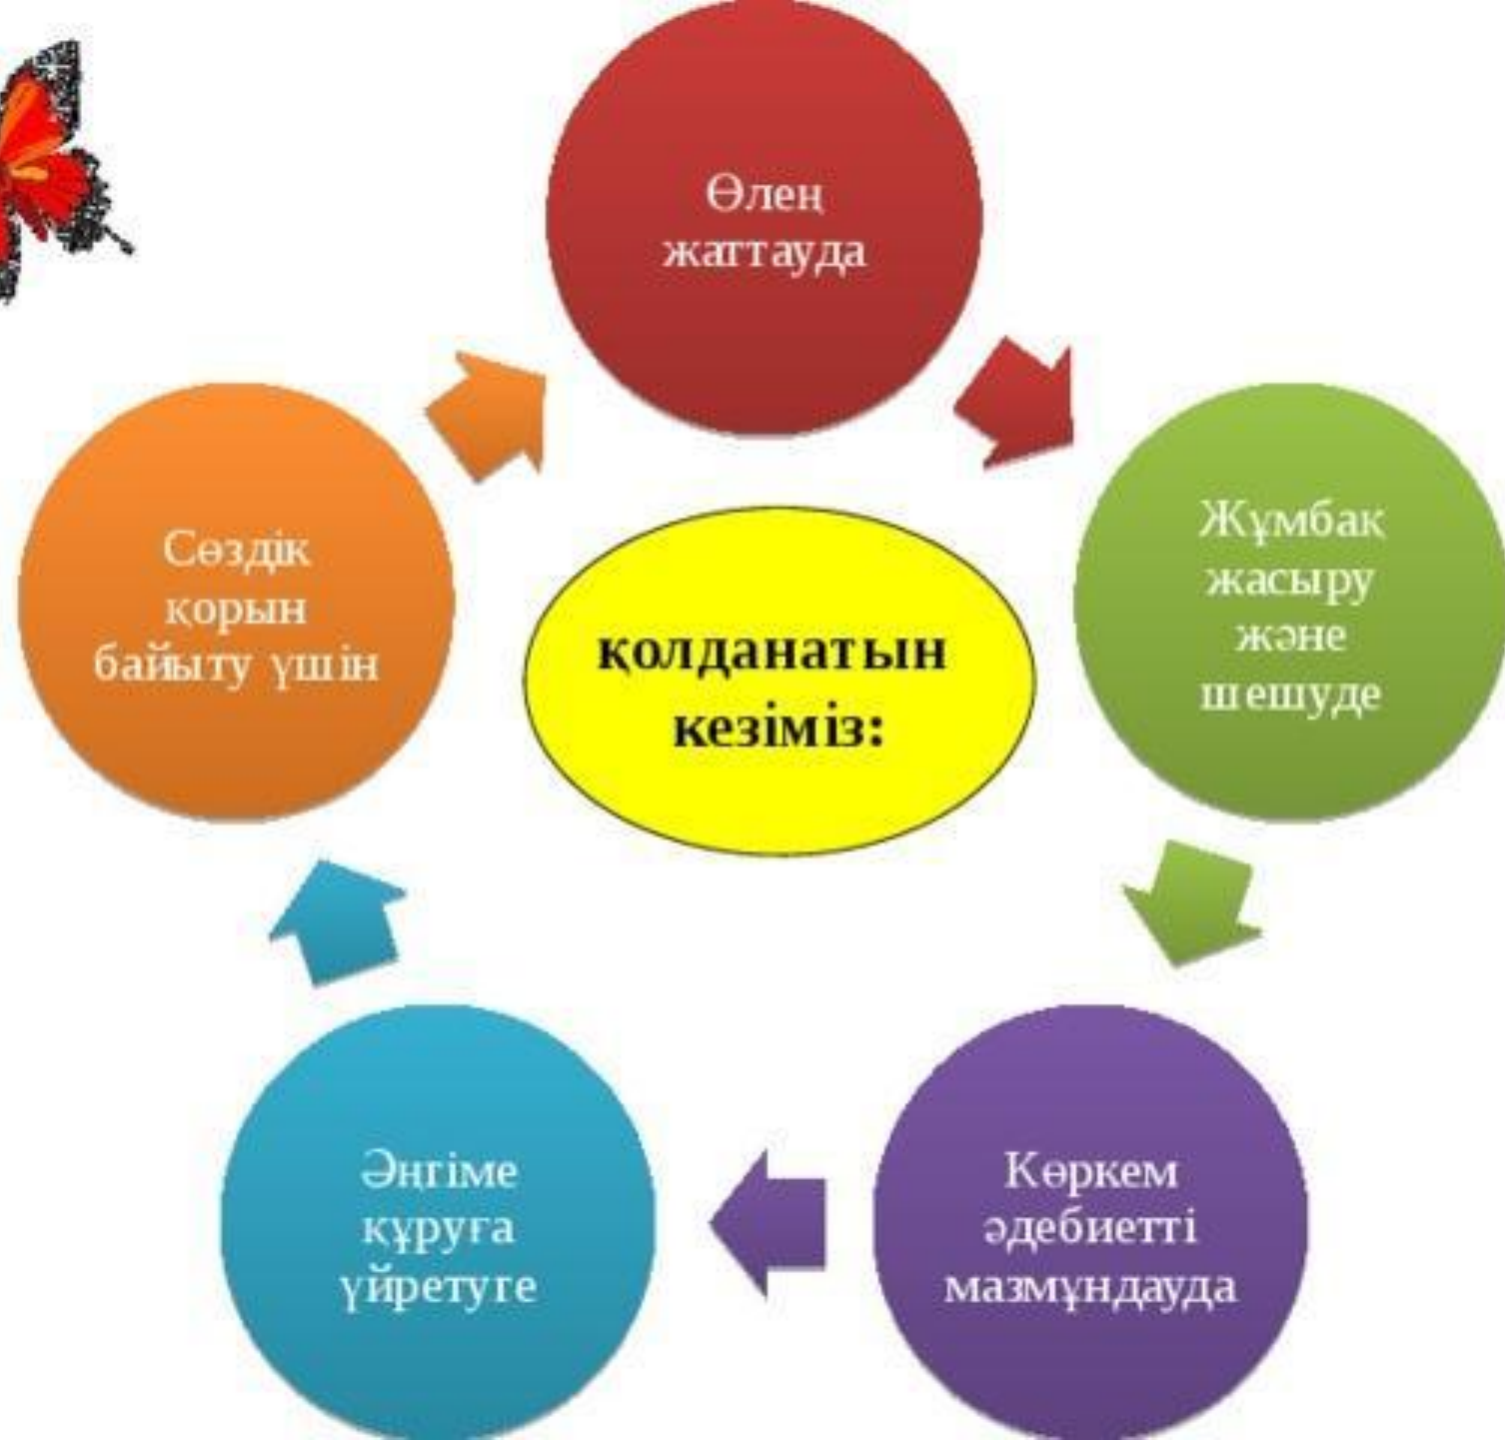 Өлең
жаттауда
Жұмбақ
жасыру
және
шешуде
Көркем
әдебиетті
мазмұндауда
Әңгіме
құруға
үйретуге
Сөздік
қорын
байыту үшін
қолданатын
кезіміз: